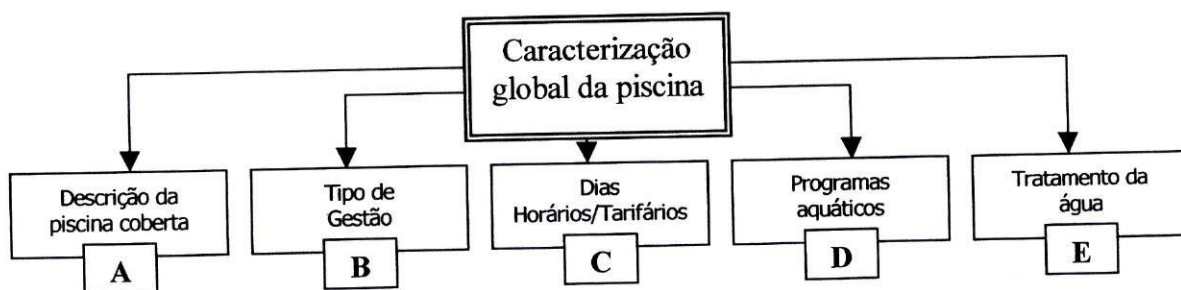 Caracterização
global da piscina
Descrição da
piscina coberta
A
Tipo de
Gestão
B
Dias
Horários/Tarifários
C
Programas
aquáticos
D
Tratamento da
água
E